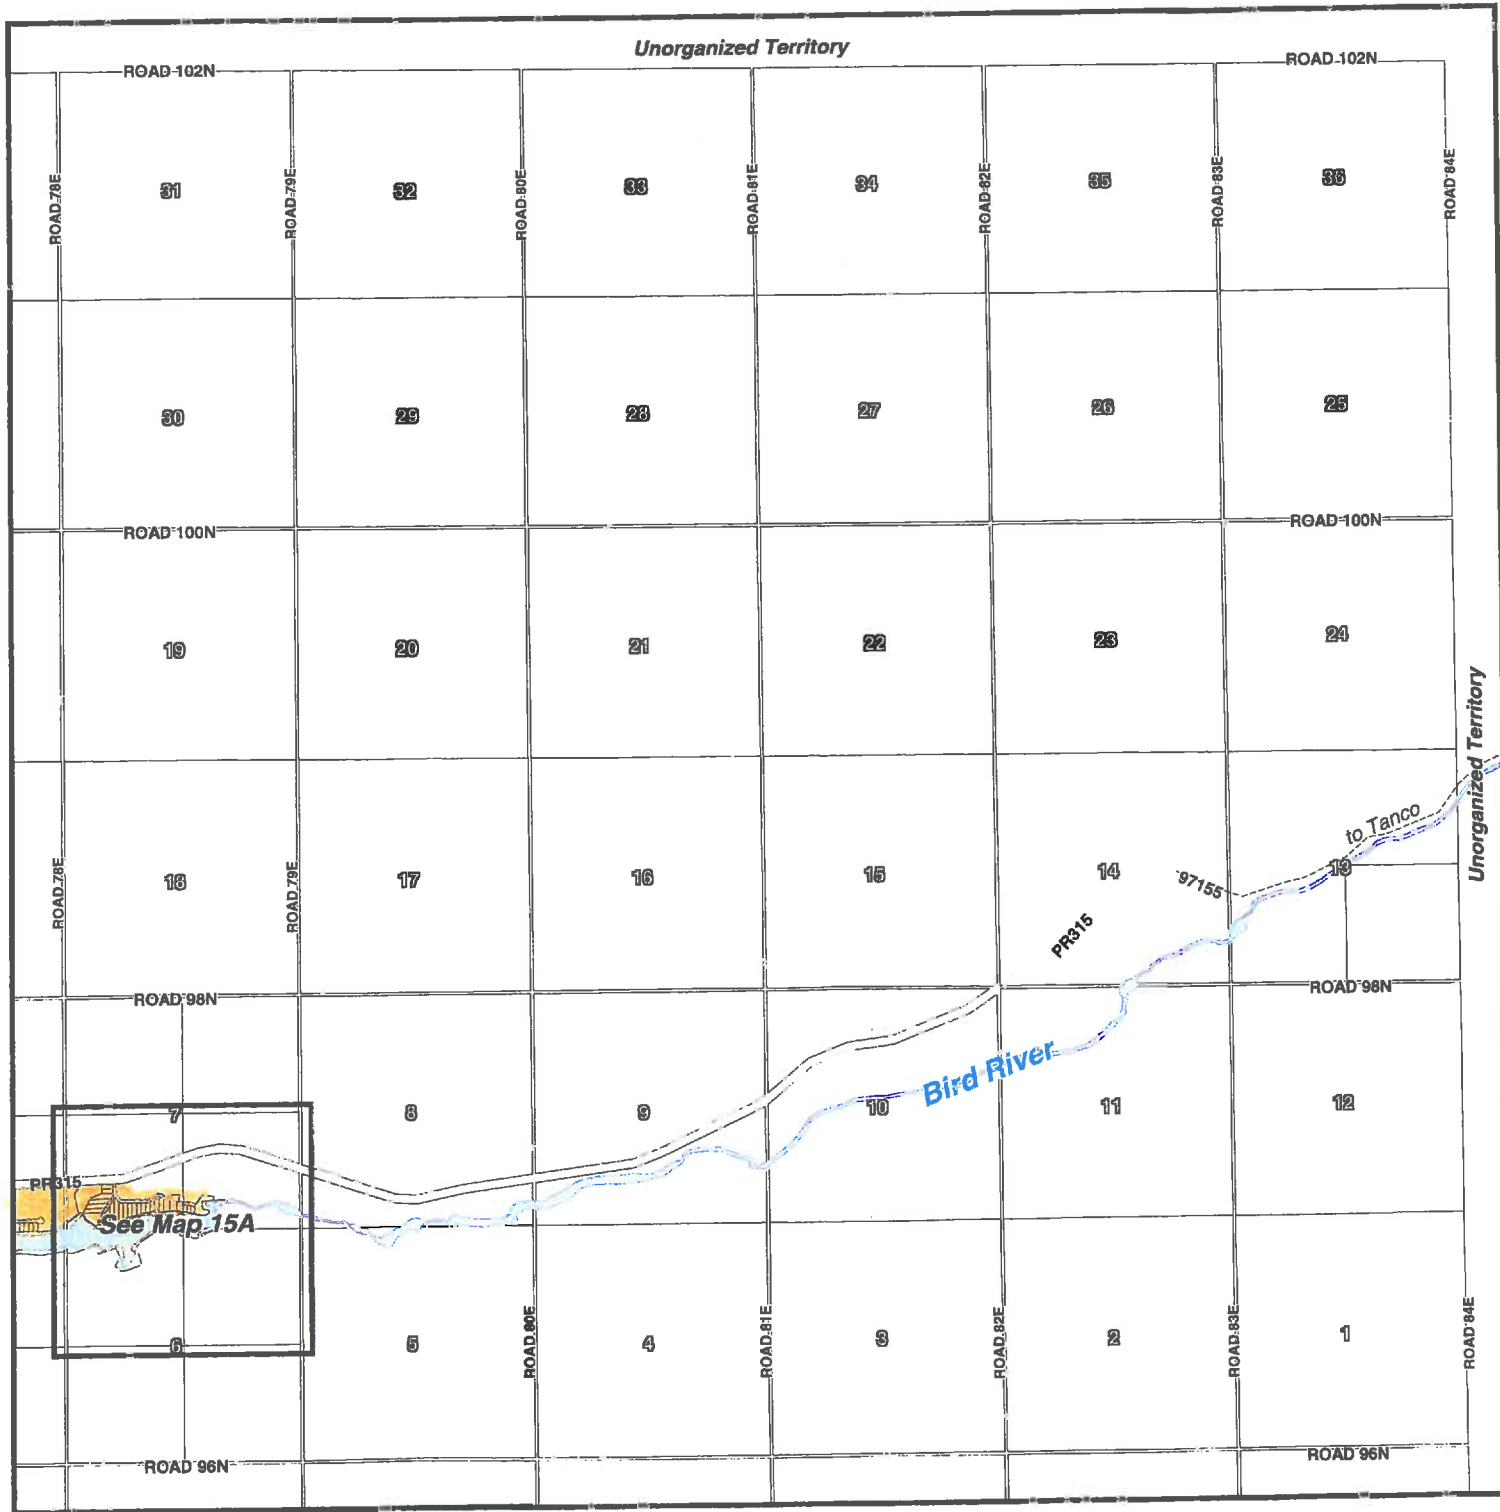 Unorganized Territory
ROAD 102N
ROAD 102N
ROAD 78E
ROAD 79E
ROAD 80E
ROAD 81E
ROAD 82E
ROAD 83E
ROAD 84E
31
32
33
34
35
36
30
29
28
27
26
25
ROAD 100N
ROAD 100N
19
20
21
22
23
24
Unorganized Territory
to Tanco
ROAD 78E
ROAD 79E
18
17
16
15
14
13
97155
PR315
ROAD 98N
ROAD 98N
Bird River
7
8
9
10
11
12
PR315
See Map 15A
ROAD 80E
ROAD 81E
ROAD 82E
ROAD 83E
ROAD 84E
6
5
4
3
2
1
ROAD 96N
ROAD 96N